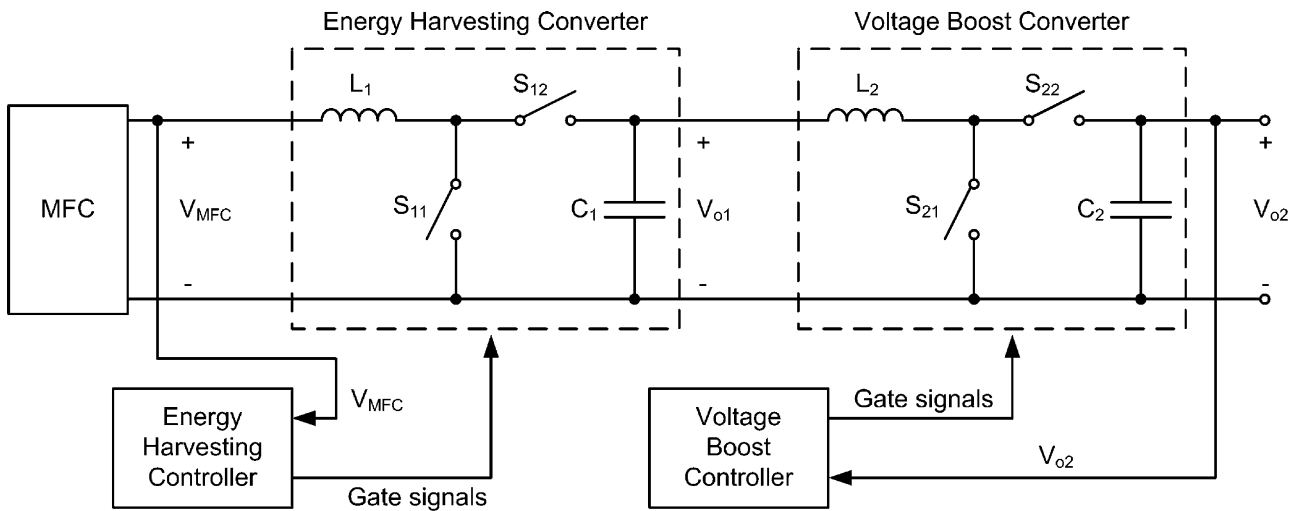 Energy Harvesting Converter
Voltage Boost Converter
L1
S12
L2
S22
MFC
+
VMFC
-
S11
C1
+
Vo1
-
S21
C2
+
Vo2
-
VMFC
Energy
Harvesting
Controller
Gate signals
Voltage
Boost
Controller
Gate signals
Vo2